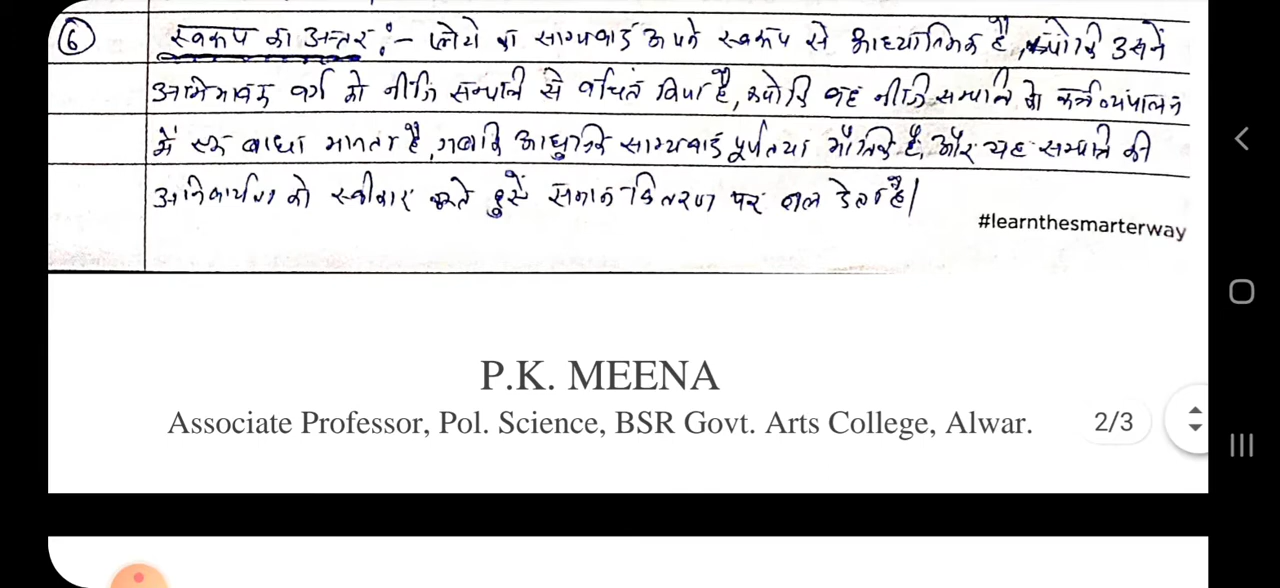 ⑥ स्वरूप का अन्तर :- प्लेटो का साम्यवाद अपने स्वरूप से आध्यात्मिक है, क्योंकि उसने
अभिभावक वर्ग को नीजि सम्पत्ति से वंचित किया है, क्योंकि वह नीजि सम्पत्ति को कर्त्तव्यपालन
में एक बाधा मानता है, जबकि आधुनिक साम्यवाद पूर्णतया भौतिक है, और यह सम्पत्ति की
अनिवार्यता को स्वीकार करते हुए समान वितरण पर बल देता है।
#learnthesmarterway
P.K. MEENA
Associate Professor, Pol. Science, BSR Govt. Arts College, Alwar.
2/3